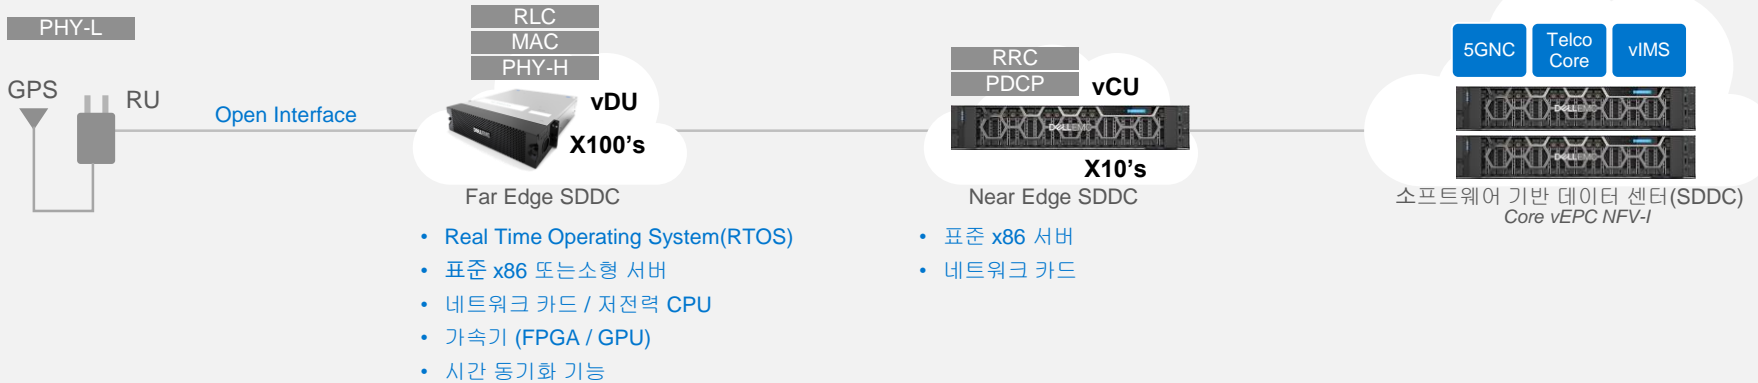 PHY-L
GPS
RU
Open Interface
RLC
MAC
PHY-H
vDU
X100's
Far Edge SDDC
• Real Time Operating System(RTOS)
• 표준 x86 또는소형 서버
• 네트워크 카드 / 저전력 CPU
• 가속기 (FPGA / GPU)
• 시간 동기화 기능
RRC
PDCP
vCU
DELLEMC
X10's
Near Edge SDDC
• 표준 x86 서버
• 네트워크 카드
5GNC
Telco
Core
vIMS
DELLEMC
DELLEMC
소프트웨어 기반 데이터 센터(SDDC)
Core vEPC NFV-I